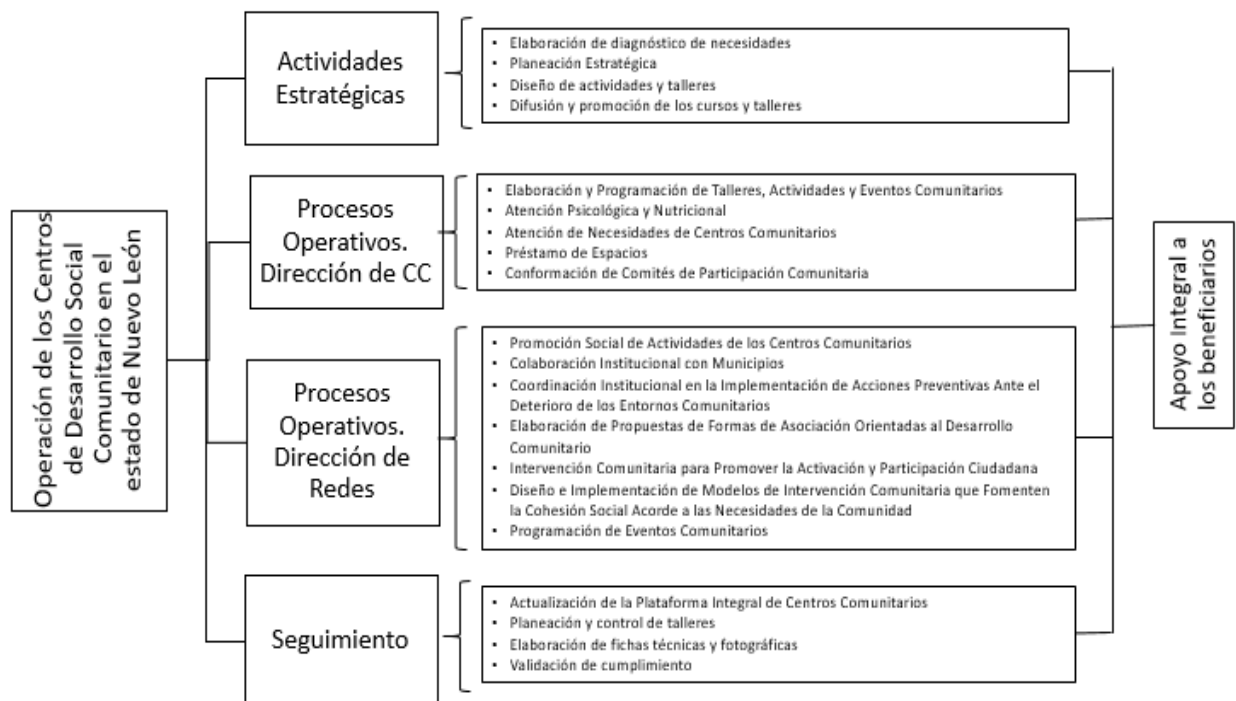 Operación de los Centros
de Desarrollo Social
Comunitario en el
estado de Nuevo León
Actividades
Estratégicas
▪ Elaboración de diagnóstico de necesidades
▪ Planeación Estratégica
▪ Diseño de actividades y talleres
▪ Difusión y promoción de los cursos y talleres
Procesos
Operativos.
Dirección de CC
▪ Elaboración y Programación de Talleres, Actividades y Eventos Comunitarios
▪ Atención Psicológica y Nutricional
▪ Atención de Necesidades de Centros Comunitarios
▪ Préstamo de Espacios
▪ Conformación de Comités de Participación Comunitaria
Procesos
Operativos.
Dirección de
Redes
▪ Promoción Social de Actividades de los Centros Comunitarios
▪ Colaboración Institucional con Municipios
▪ Coordinación Institucional en la Implementación de Acciones Preventivas Ante el
Deterioro de los Entornos Comunitarios
▪ Elaboración de Propuestas de Formas de Asociación Orientadas al Desarrollo
Comunitario
▪ Intervención Comunitaria para Promover la Activación y Participación Ciudadana
▪ Diseño e Implementación de Modelos de Intervención Comunitaria que Fomenten
la Cohesión Social Acorde a las Necesidades de la Comunidad
▪ Programación de Eventos Comunitarios
Seguimiento
▪ Actualización de la Plataforma Integral de Centros Comunitarios
▪ Planeación y control de talleres
▪ Elaboración de fichas técnicas y fotográficas
▪ Validación de cumplimiento
Apoyo Integral a
los beneficiarios